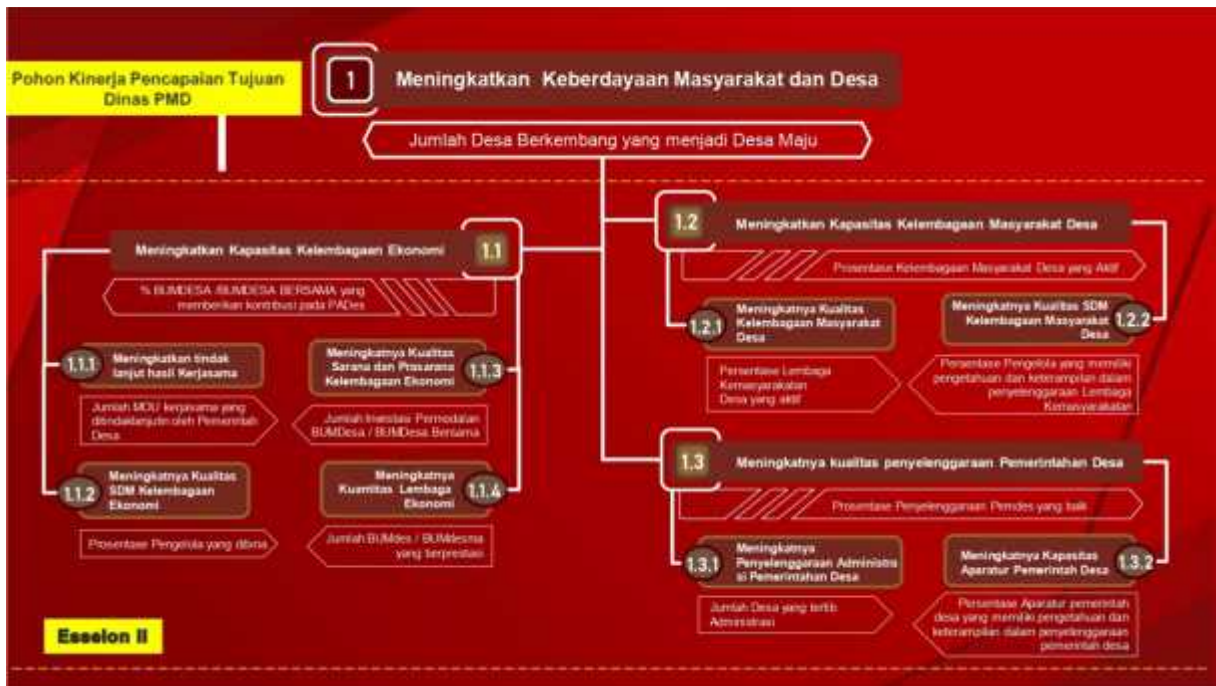 Pohon Kinerja Pencapaian Tujuan
Dinas PMD
1
Meningkatkan Keberdayaan Masyarakat dan Desa
Jumlah Desa Berkembang yang menjadi Desa Maju
Meningkatkan Kapasitas Kelembagaan Ekonomi
1.1
% BUMDESA /BUMDESA BERSAMA yang
memberikan kontribusi pada PADes
1.1.1
Meningkatkan tindak
lanjut hasil Kerjasama
Jumlah MOU kerjasama yang
ditindaklanjuti oleh Pemerintah
Desa
Meningkatnya Kualitas
Sarana dan Prasarana
Kelembagaan Ekonomi
1.1.3
Jumlah Investasi Permodalan
BUMDesa / BUMDesa Bersama
1.1.2
Meningkatnya Kualitas
SDM Kelembagaan
Ekonomi
Prosentase Pengelola yang dibina
Meningkatnya
Kuantitas Lembaga
Ekonomi
1.1.4
Jumlah BUMdes / BUMdesma
yang berprestasi
1.2
Meningkatkan Kapasitas Kelembagaan Masyarakat Desa
Prosentase Kelembagaan Masyarakat Desa yang Aktif
1.2.1
Meningkatnya Kualitas
Kelembagaan Masyarakat
Desa
Persentase Lembaga
Kemasyarakatan
Desa yang aktif
Meningkatnya Kualitas SDM
Kelembagaan Masyarakat
Desa
1.2.2
Persentase Pengelola yang memiliki
pengetahuan dan keterampilan dalam
penyelenggaraan Lembaga
Kemasyarakatan
1.3
Meningkatnya kualitas penyelenggaraan Pemerintahan Desa
Prosentase Penyelenggaraan Pemdes yang baik
1.3.1
Meningkatnya
Penyelenggaraan Administra
si Pemerintahan Desa
Jumlah Desa yang tertib
Administrasi
Meningkatnya Kapasitas
Aparatur Pemerintah Desa
1.3.2
Persentase Aparatur pemerintah
desa yang memiliki pengetahuan dan
keterampilan dalam penyelenggaraan
pemerintah desa
Esselon II